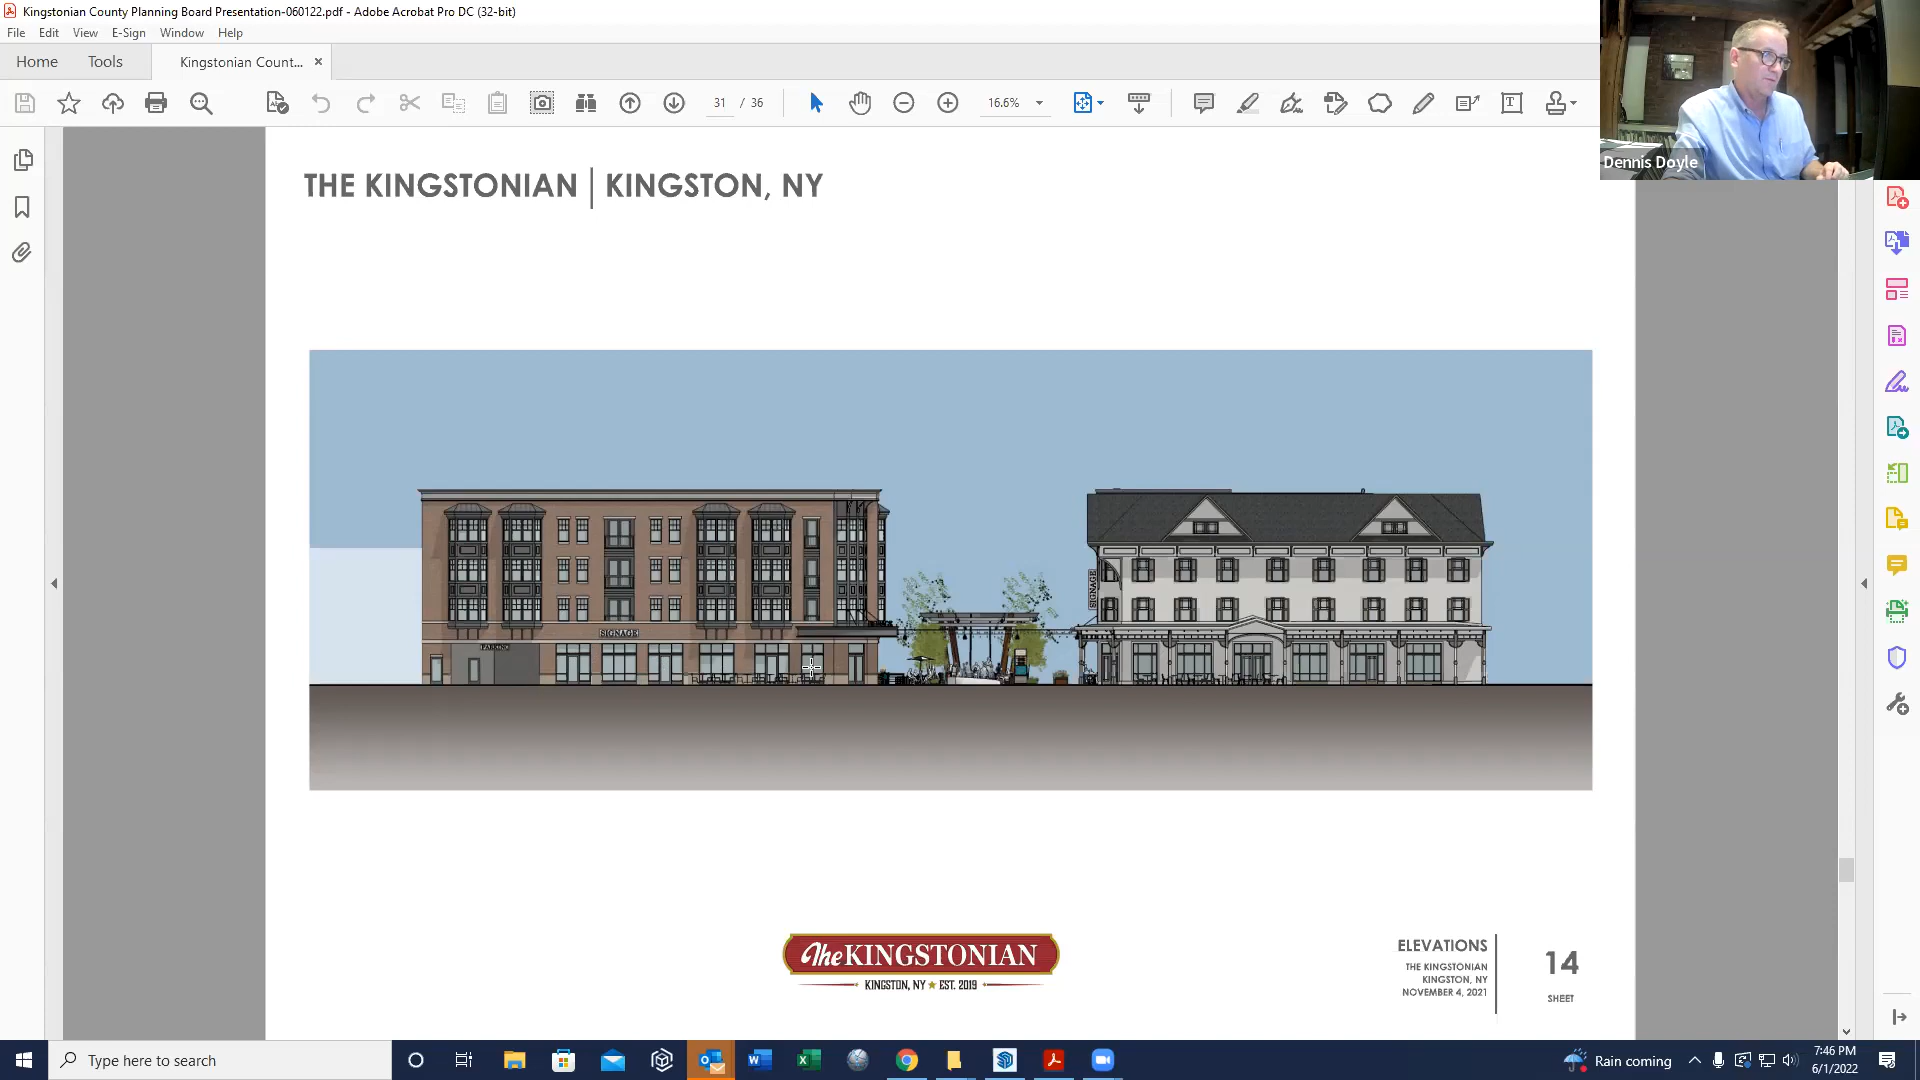 Kingstonian County Planning Board Presentation-060122.pdf - Adobe Acrobat Pro DC (32-bit)
File Edit View E-Sign Window Help
Home Tools Kingstonian Count... ×
31 / 36 16.6%
Dennis Doyle
THE KINGSTONIAN | KINGSTON, NY
SIGNAGE
SIGNAGE
PARKING
The KINGSTONIAN
KINGSTON, NY ★ EST. 2019
ELEVATIONS
THE KINGSTONIAN
KINGSTON, NY
NOVEMBER 4, 2021
14
SHEET
Type here to search
Rain coming
7:46 PM
6/1/2022